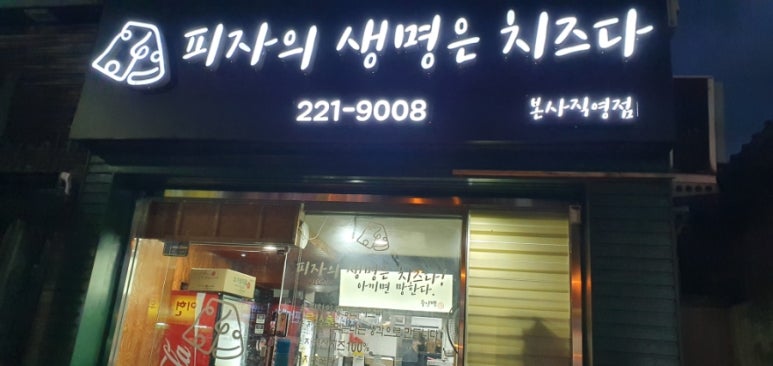 피자의 생명은 치즈다
221-9008
본사직영점
피자의 생명은 치즈다!
아끼면 망한다.
100%